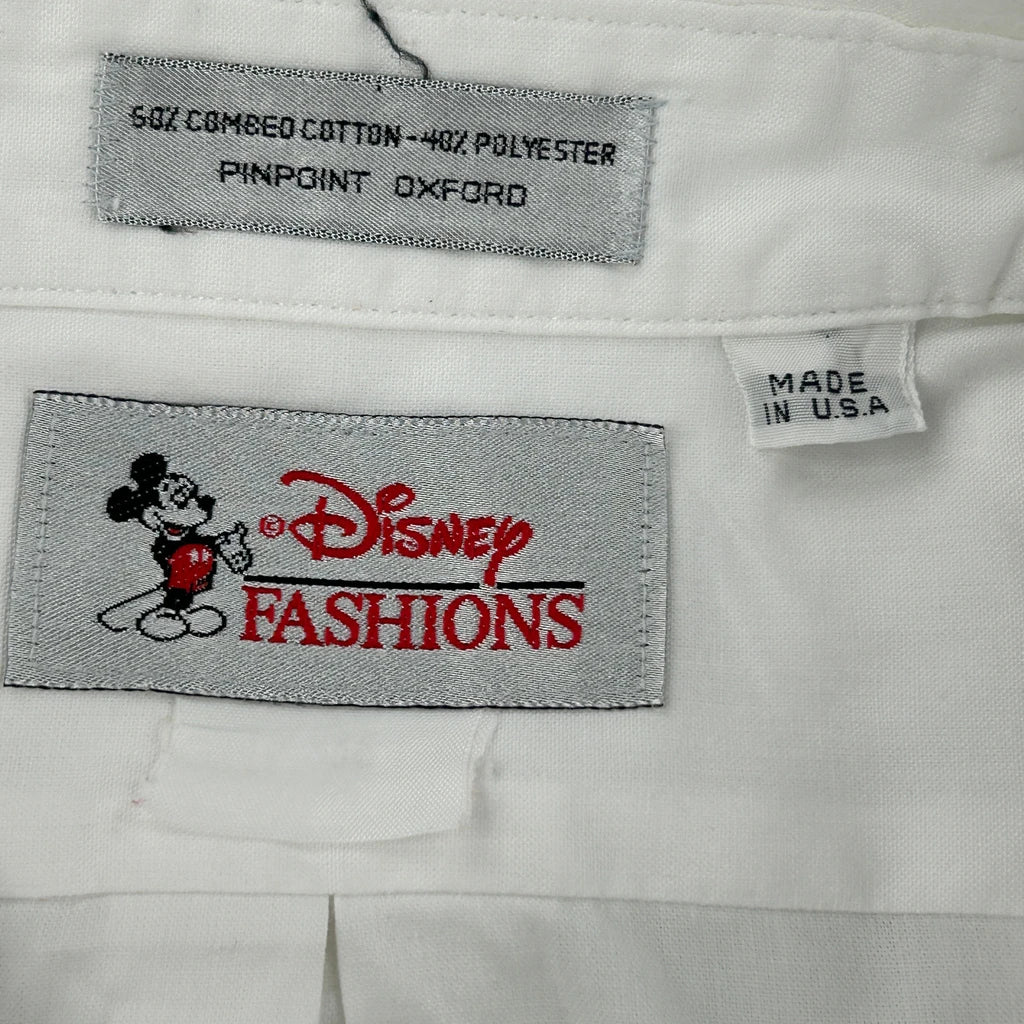 60% COMBED COTTON-40% POLYESTER
PINPOINT OXFORD
MADE
IN U.S.A
© DISNEY
FASHIONS